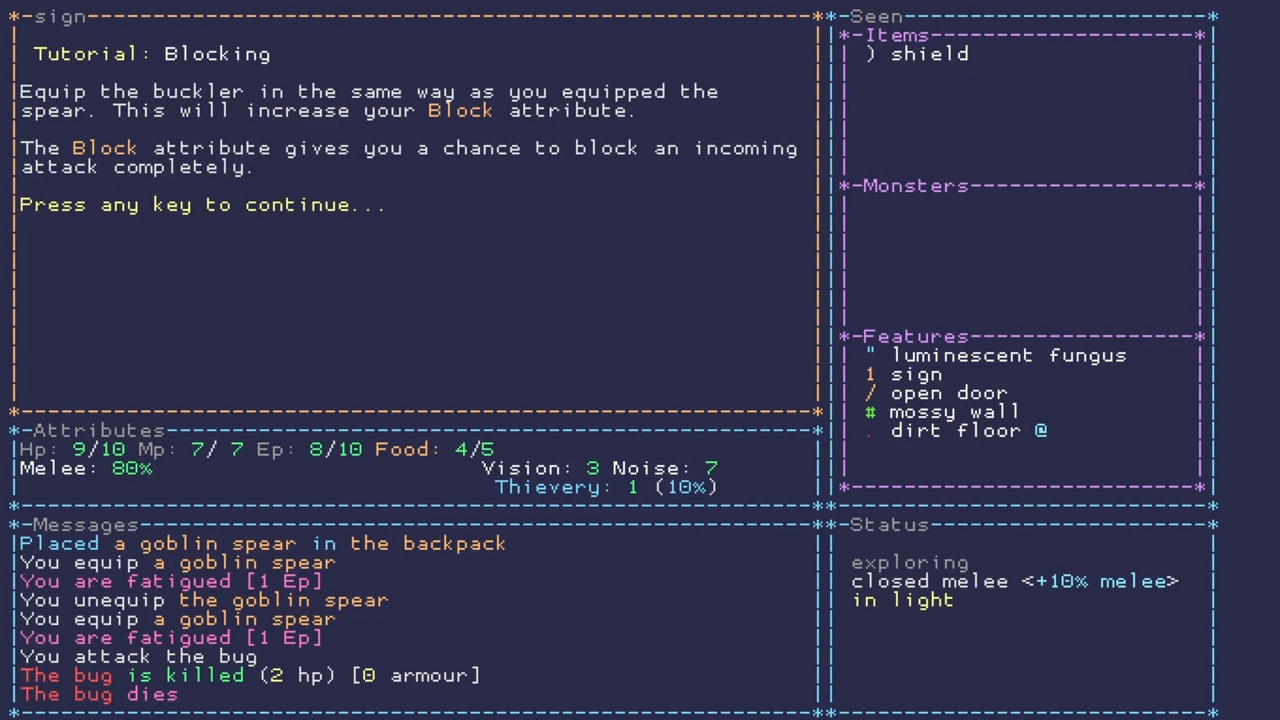 sign
Tutorial: Blocking
Equip the buckler in the same way as you equipped the
spear. This will increase your Block attribute.
The Block attribute gives you a chance to block an incoming
attack completely.
Press any key to continue...
Attributes
Hp: 9/10 Mp: 7/ 7 Ep: 8/10 Food: 4/5
Melee: 80% Vision: 3 Noise: 7
Thievery: 1 (10%)
Messages
Placed a goblin spear in the backpack
You equip a goblin spear
You are fatigued [1 Ep]
You unequip the goblin spear
You equip a goblin spear
You are fatigued [1 Ep]
You attack the bug
The bug is killed (2 hp) [0 armour]
The bug dies
Seen
Items
) shield
Monsters
Features
" luminescent fungus
1 sign
/ open door
# mossy wall
. dirt floor @
Status
exploring
closed melee <+10% melee>
in light